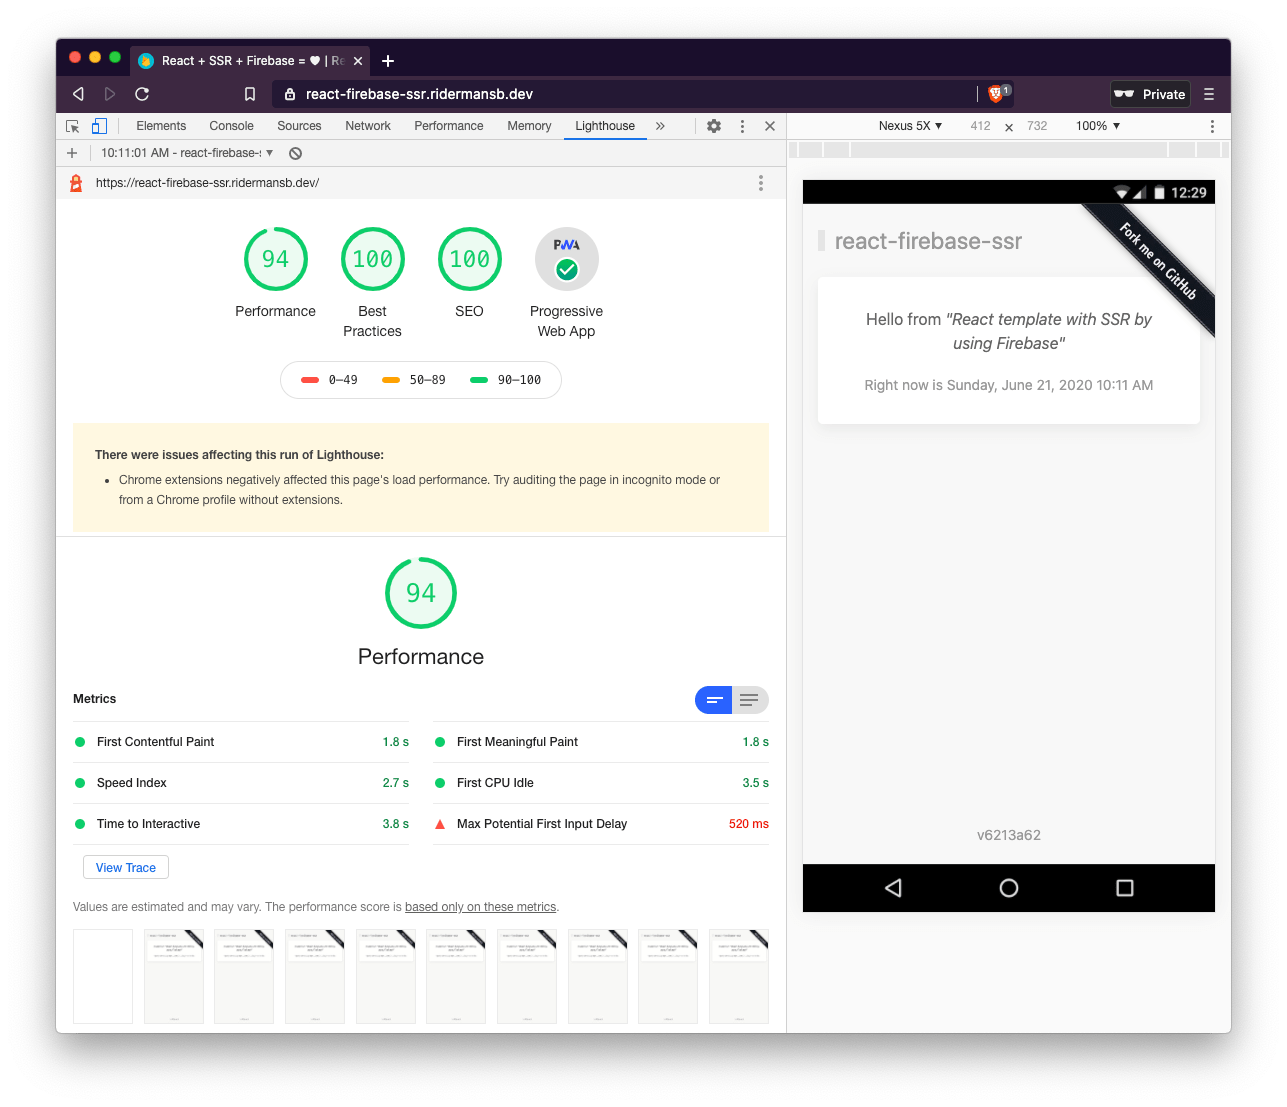 React + SSR + Firebase = ♥ | Re
react-firebase-ssr.ridermansb.dev
1
Private
Elements Console Sources Network Performance Memory Lighthouse
Nexus 5X ▼ 412 x 732 100% ▼
10:11:01 AM - react-firebase-s ▼
https://react-firebase-ssr.ridermansb.dev/
94
Performance
100
Best
Practices
100
SEO
PWA
Progressive
Web App
0–49 50–89 90–100
There were issues affecting this run of Lighthouse:
• Chrome extensions negatively affected this page's load performance. Try auditing the page in incognito mode or
from a Chrome profile without extensions.
94
Performance
Metrics
First Contentful Paint 1.8 s
First Meaningful Paint 1.8 s
Speed Index 2.7 s
First CPU Idle 3.5 s
Time to Interactive 3.8 s
Max Potential First Input Delay 520 ms
View Trace
Values are estimated and may vary. The performance score is based only on these metrics.
12:29
react-firebase-ssr
Fork me on GitHub
Hello from "React template with SSR by
using Firebase"
Right now is Sunday, June 21, 2020 10:11 AM
v6213a62